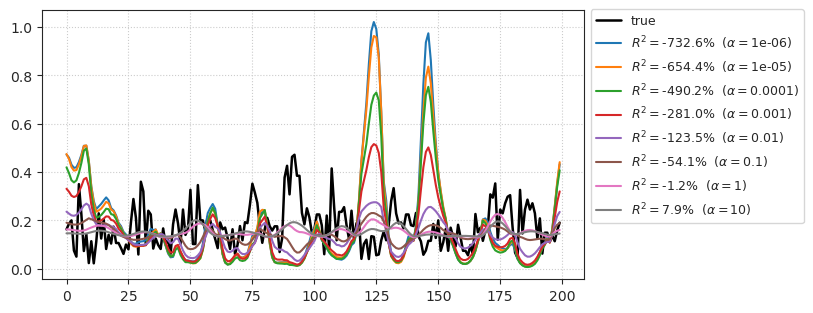 1.0
0.8
0.6
0.4
0.2
0.0
0 25 50 75 100 125 150 175 200
true
R² = -732.6% (α = 1e-06)
R² = -654.4% (α = 1e-05)
R² = -490.2% (α = 0.0001)
R² = -281.0% (α = 0.001)
R² = -123.5% (α = 0.01)
R² = -54.1% (α = 0.1)
R² = -1.2% (α = 1)
R² = 7.9% (α = 10)